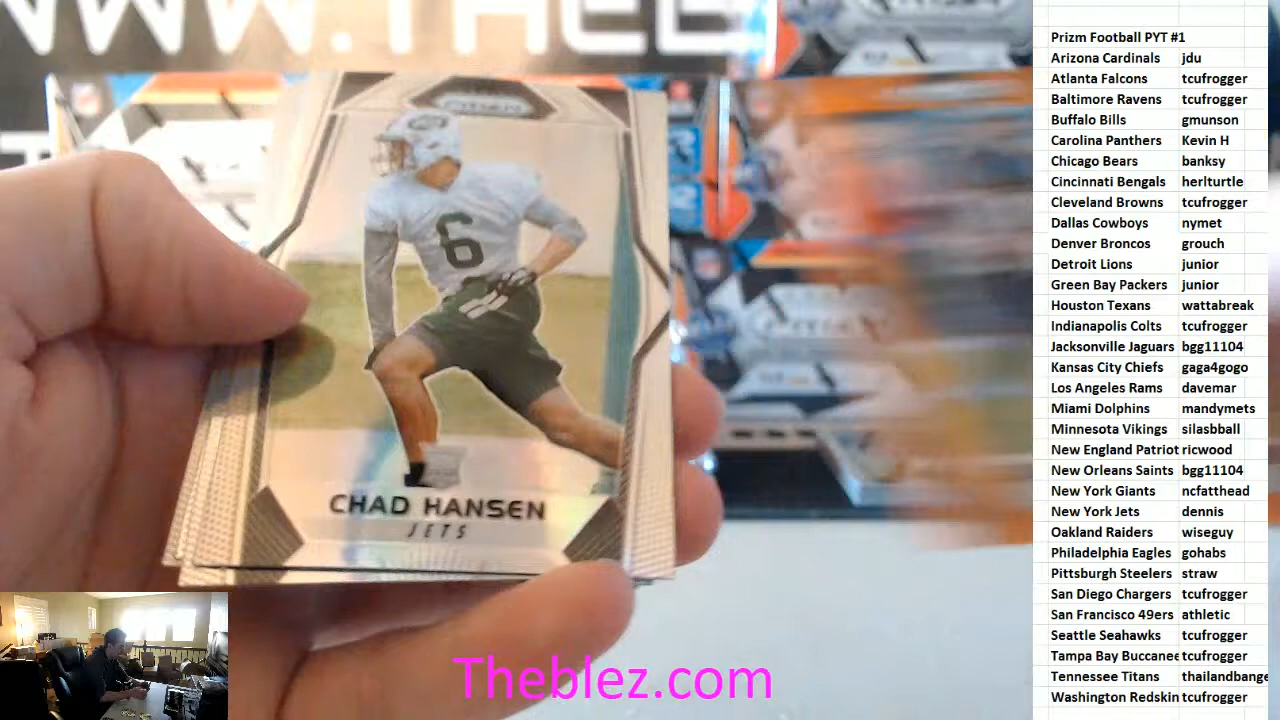 WWW.THEB
PRIZM
6
CHAD HANSEN
JETS
Theblez.com
Prizm Football PYT #1
Arizona Cardinals jdu
Atlanta Falcons tcufrogger
Baltimore Ravens tcufrogger
Buffalo Bills gmunson
Carolina Panthers Kevin H
Chicago Bears banksy
Cincinnati Bengals herlturtle
Cleveland Browns tcufrogger
Dallas Cowboys nymet
Denver Broncos grouch
Detroit Lions junior
Green Bay Packers junior
Houston Texans wattabreak
Indianapolis Colts tcufrogger
Jacksonville Jaguars bgg11104
Kansas City Chiefs gaga4gogo
Los Angeles Rams davemar
Miami Dolphins mandymets
Minnesota Vikings silasbball
New England Patriot ricwood
New Orleans Saints bgg11104
New York Giants ncfatthead
New York Jets dennis
Oakland Raiders wiseguy
Philadelphia Eagles gohabs
Pittsburgh Steelers straw
San Diego Chargers tcufrogger
San Francisco 49ers athletic
Seattle Seahawks tcufrogger
Tampa Bay Buccanee tcufrogger
Tennessee Titans thailandbange
Washington Redskin tcufrogger